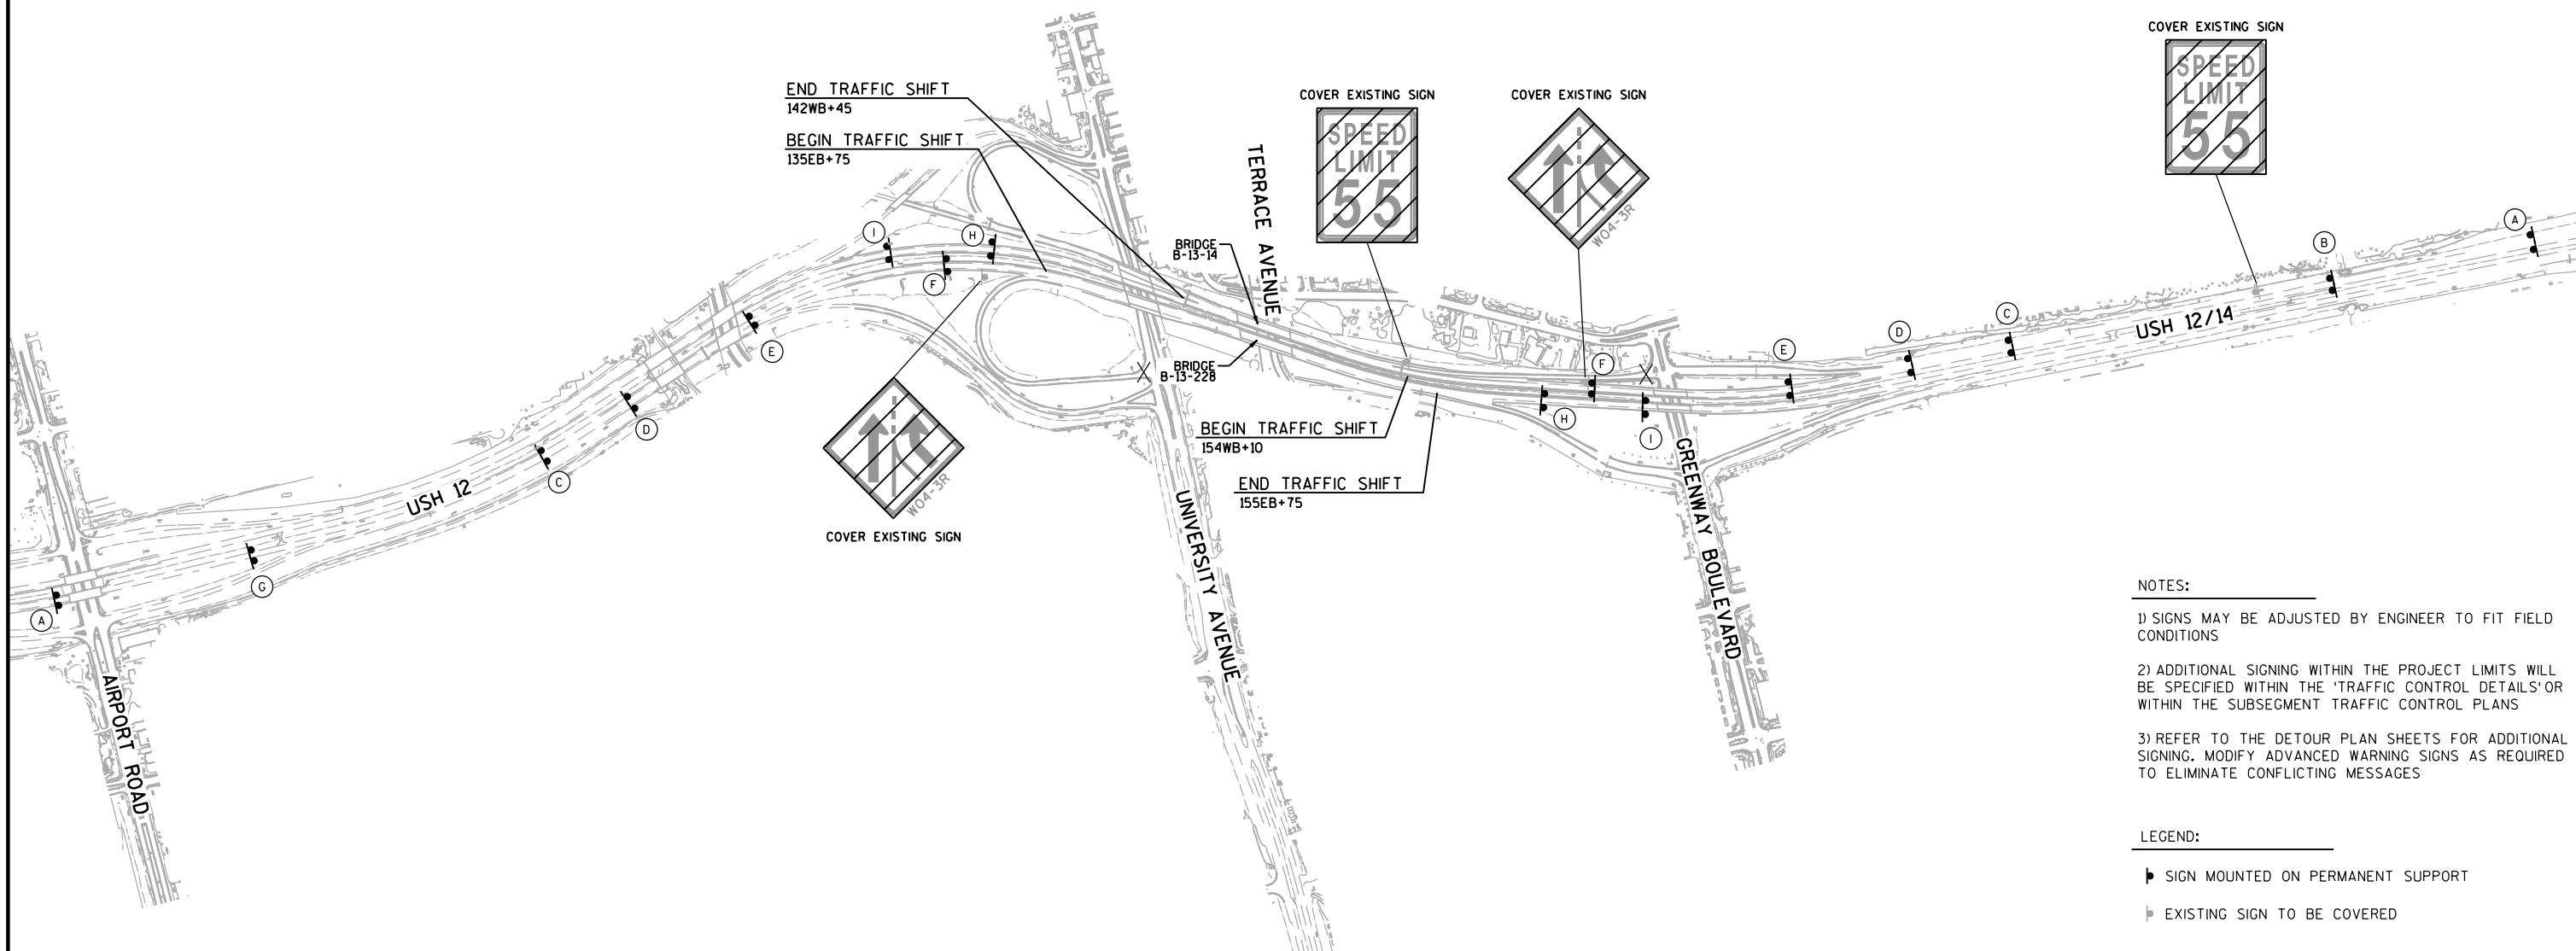 COVER EXISTING SIGN
SPEED
LIMIT
55
END TRAFFIC SHIFT
142WB+45
BEGIN TRAFFIC SHIFT
135EB+75
COVER EXISTING SIGN
SPEED
LIMIT
55
COVER EXISTING SIGN
W04-3R
TERRACE AVENUE
BRIDGE
B-13-14
BRIDGE
B-13-228
I
H
F
E
D
C
G
A
USH 12
W04-3R
COVER EXISTING SIGN
BEGIN TRAFFIC SHIFT
154WB+10
END TRAFFIC SHIFT
155EB+75
F
H
I
E
D
C
B
A
USH 12/14
AIRPORT ROAD
UNIVERSITY AVENUE
GREENWAY BOULEVARD
NOTES:
1) SIGNS MAY BE ADJUSTED BY ENGINEER TO FIT FIELD
CONDITIONS
2) ADDITIONAL SIGNING WITHIN THE PROJECT LIMITS WILL
BE SPECIFIED WITHIN THE 'TRAFFIC CONTROL DETAILS' OR
WITHIN THE SUBSEGMENT TRAFFIC CONTROL PLANS
3) REFER TO THE DETOUR PLAN SHEETS FOR ADDITIONAL
SIGNING. MODIFY ADVANCED WARNING SIGNS AS REQUIRED
TO ELIMINATE CONFLICTING MESSAGES
LEGEND:
SIGN MOUNTED ON PERMANENT SUPPORT
EXISTING SIGN TO BE COVERED